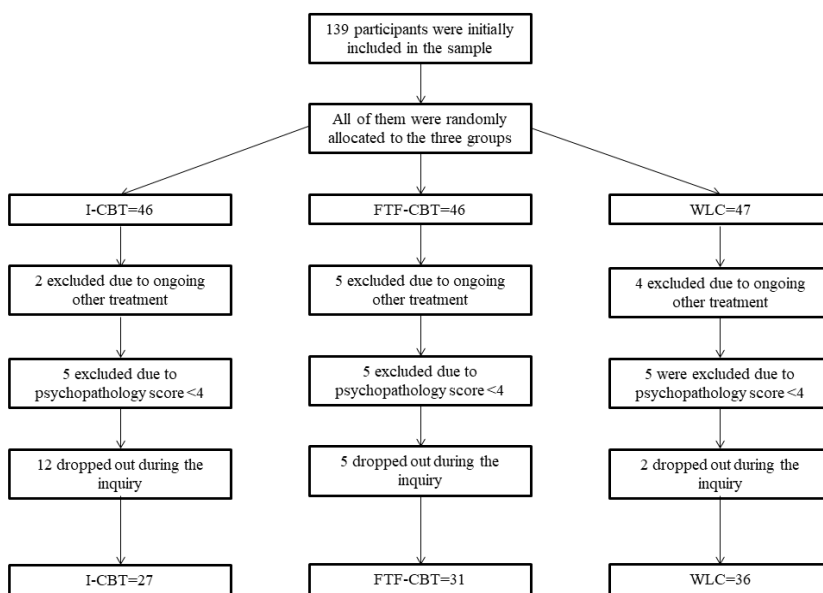 139 participants were initially
included in the sample
All of them were randomly
allocated to the three groups
I-CBT=46
FTF-CBT=46
WLC=47
2 excluded due to ongoing
other treatment
5 excluded due to ongoing
other treatment
4 excluded due to ongoing
other treatment
5 excluded due to
psychopathology score <4
5 excluded due to
psychopathology score <4
5 were excluded due to
psychopathology score <4
12 dropped out during the
inquiry
5 dropped out during the
inquiry
2 dropped out during the
inquiry
I-CBT=27
FTF-CBT=31
WLC=36